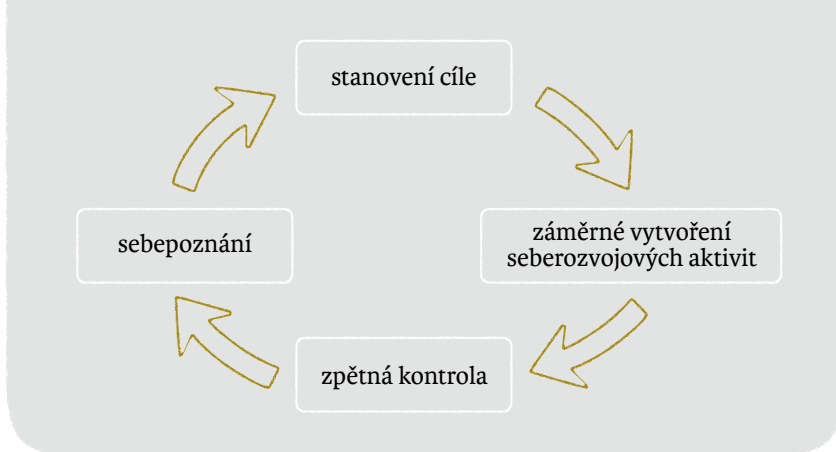 stanovení cíle
sebepoznání
záměrné vytvoření
seberozvojových aktivit
zpětná kontrola